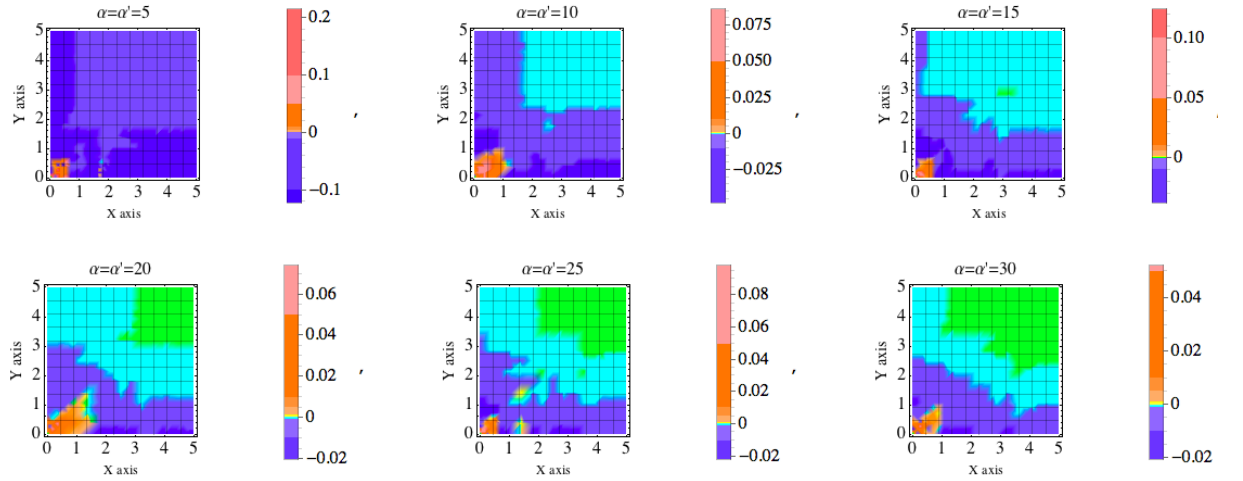 α=α'=5
α=α'=10
α=α'=15
5
4
3
2
1
0
Y axis
0 1 2 3 4 5
X axis
0.2
0.1
0
−0.1
,
5
4
3
2
1
0
Y axis
0 1 2 3 4 5
X axis
0.075
0.050
0.025
0
−0.025
,
5
4
3
2
1
0
Y axis
0 1 2 3 4 5
X axis
0.10
0.05
0
α=α'=20
α=α'=25
α=α'=30
5
4
3
2
1
0
Y axis
0 1 2 3 4 5
X axis
0.06
0.04
0.02
0
−0.02
,
5
4
3
2
1
0
Y axis
0 1 2 3 4 5
X axis
0.08
0.06
0.04
0.02
0
−0.02
,
5
4
3
2
1
0
Y axis
0 1 2 3 4 5
X axis
0.04
0.02
0
−0.02